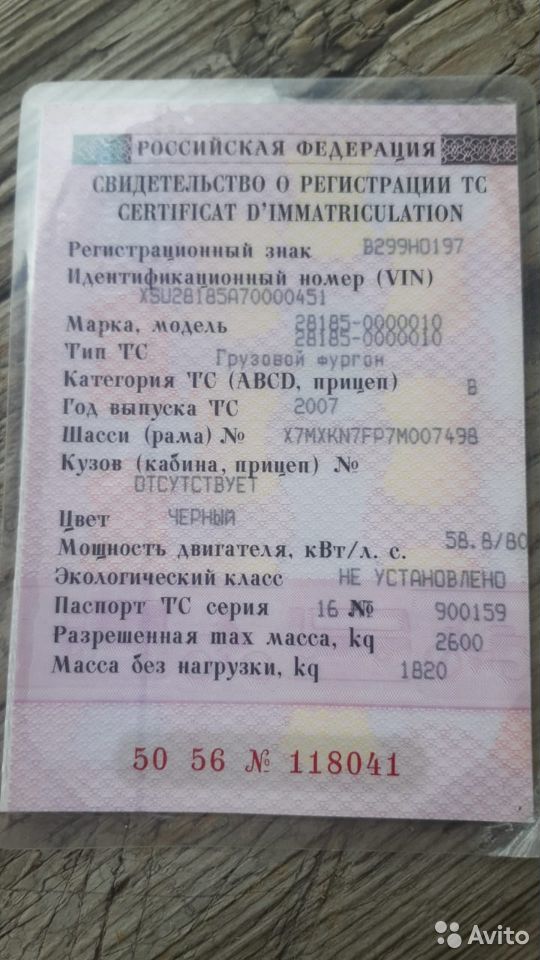 РОССИЙСКАЯ ФЕДЕРАЦИЯ
СВИДЕТЕЛЬСТВО О РЕГИСТРАЦИИ ТС
CERTIFICAT D'IMMATRICULATION
Регистрационный знак В299НО197
Идентификационный номер (VIN)
X5U28185A70000451
Марка, модель 28185-0000010
28185-0000010
Тип ТС Грузовой фургон
Категория ТС (ABCD, прицеп) B
Год выпуска ТС 2007
Шасси (рама) № X7MXKN7FP7M007498
Кузов (кабина, прицеп) №
ОТСУТСТВУЕТ
Цвет ЧЕРНЫЙ
Мощность двигателя, кВт/л. с. 58.8/80
Экологический класс НЕ УСТАНОВЛЕНО
Паспорт ТС серия 16 № 900159
Разрешенная max масса, kg 2600
Масса без нагрузки, kg 1820
50 56 № 118041
Avito